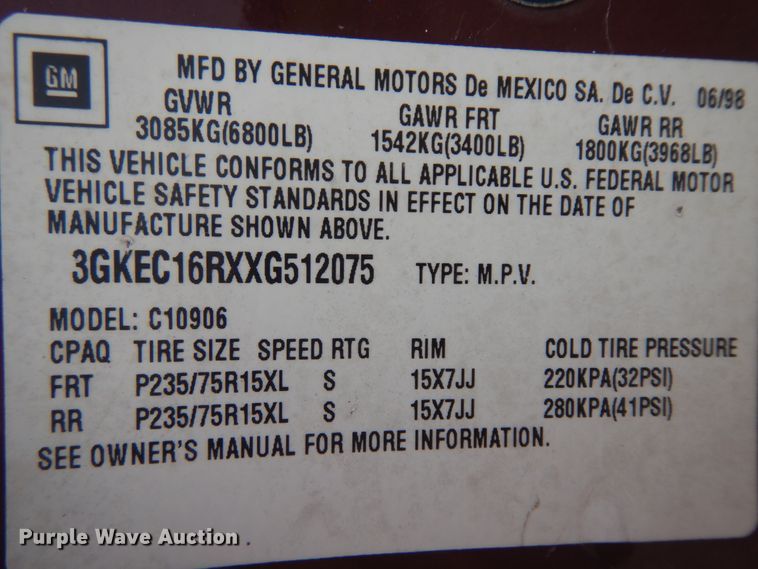 GM
MFD BY GENERAL MOTORS De MEXICO SA. De C.V. 06/98
GVWR GAWR FRT GAWR RR
3085KG(6800LB) 1542KG(3400LB) 1800KG(3968LB)
THIS VEHICLE CONFORMS TO ALL APPLICABLE U.S. FEDERAL MOTOR
VEHICLE SAFETY STANDARDS IN EFFECT ON THE DATE OF
MANUFACTURE SHOWN ABOVE.
3GKEC16RXXG512075 TYPE: M.P.V.
MODEL: C10906
CPAQ TIRE SIZE SPEED RTG RIM COLD TIRE PRESSURE
FRT P235/75R15XL S 15X7JJ 220KPA(32PSI)
RR P235/75R15XL S 15X7JJ 280KPA(41PSI)
SEE OWNER'S MANUAL FOR MORE INFORMATION.
Purple Wave Auction